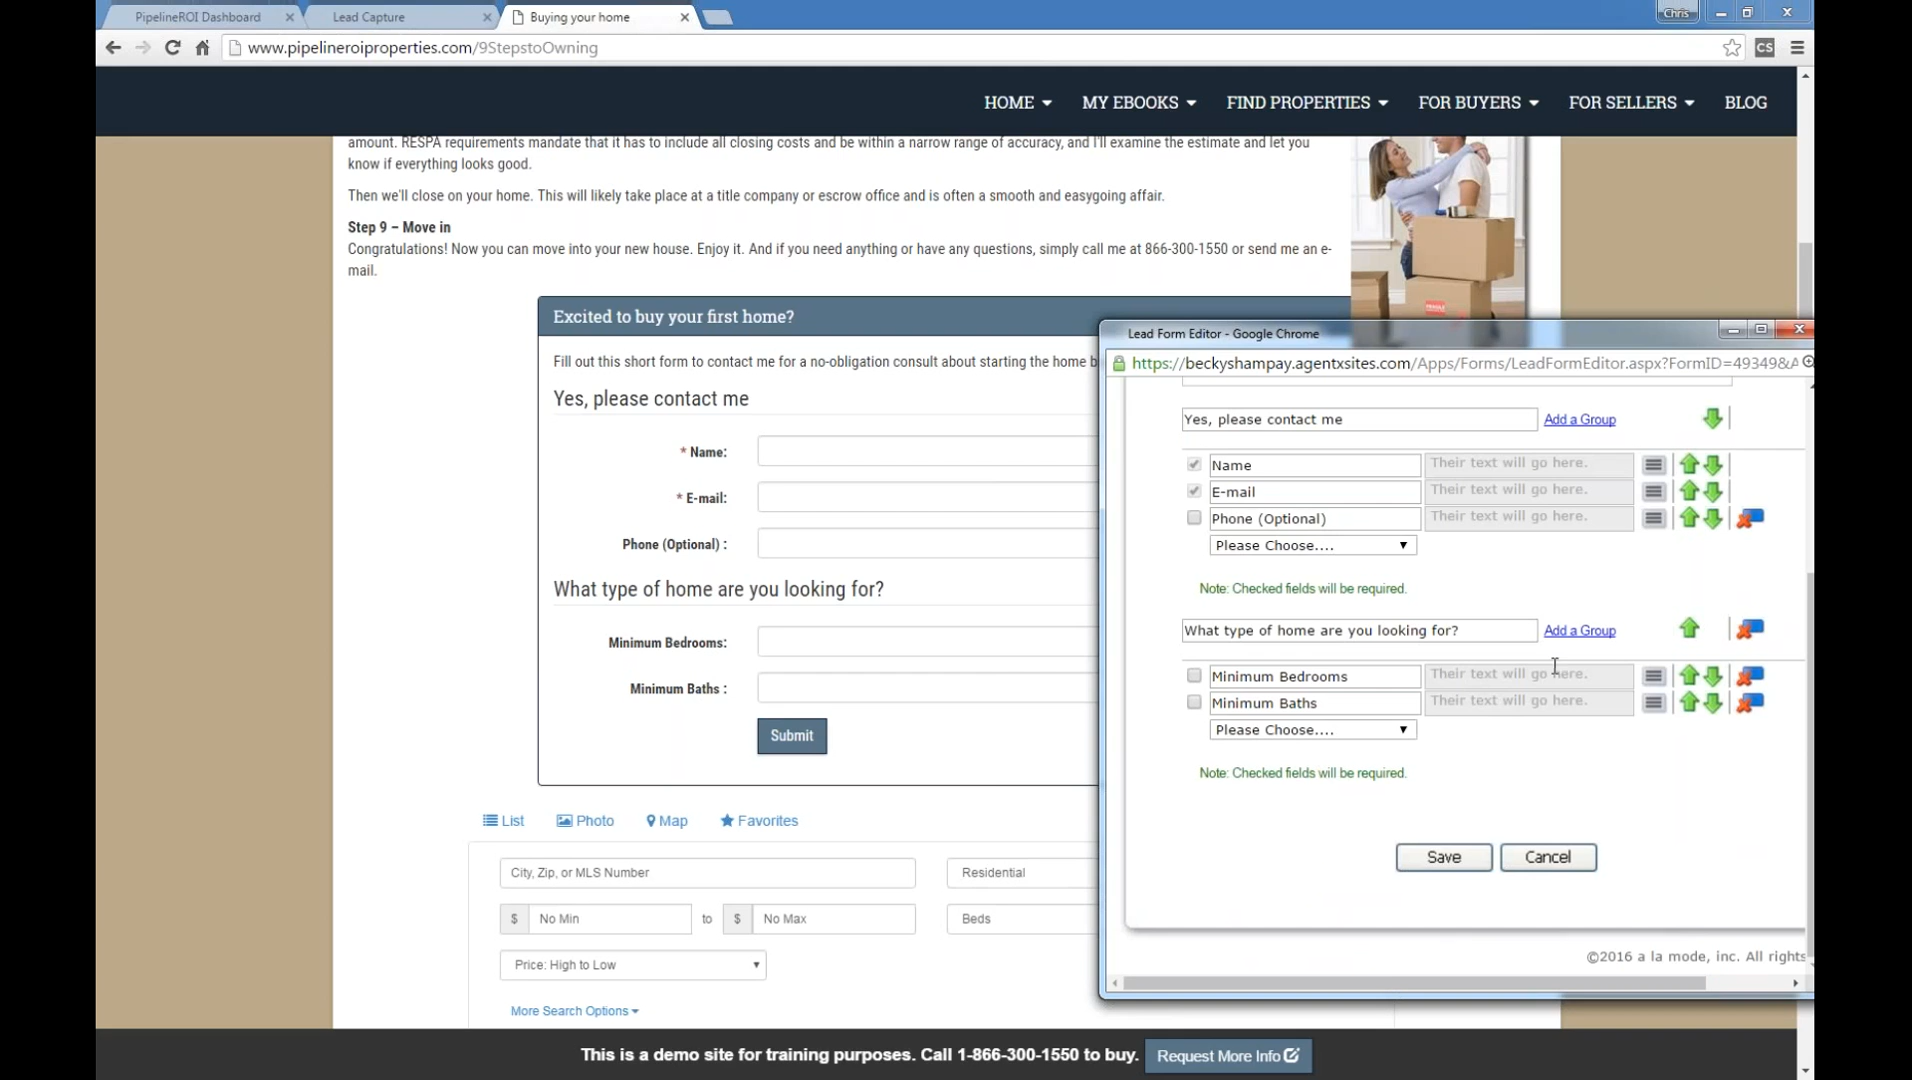 PipelineROI Dashboard
Lead Capture
Buying your home
Chris
www.pipelineroiproperties.com/9StepstoOwning
CS
HOME
MY EBOOKS
FIND PROPERTIES
FOR BUYERS
FOR SELLERS
BLOG
amount. RESPA requirements mandate that it has to include all closing costs and be within a narrow range of accuracy, and I'll examine the estimate and let you
know if everything looks good.
Then we'll close on your home. This will likely take place at a title company or escrow office and is often a smooth and easygoing affair.
Step 9 – Move in
Congratulations! Now you can move into your new house. Enjoy it. And if you need anything or have any questions, simply call me at 866-300-1550 or send me an e-
mail.
Excited to buy your first home?
Fill out this short form to contact me for a no-obligation consult about starting the home b
Yes, please contact me
* Name:
* E-mail:
Phone (Optional) :
What type of home are you looking for?
Minimum Bedrooms:
Minimum Baths :
Submit
List
Photo
Map
Favorites
City, Zip, or MLS Number
Residential
$ No Min to $ No Max
Beds
Price: High to Low
More Search Options
This is a demo site for training purposes. Call 1-866-300-1550 to buy.
Request More Info
Lead Form Editor - Google Chrome
https://beckyshampay.agentxsites.com/Apps/Forms/LeadFormEditor.aspx?FormID=49349&A
Yes, please contact me Add a Group
Name Their text will go here.
E-mail Their text will go here.
Phone (Optional) Their text will go here.
Please Choose....
Note: Checked fields will be required.
What type of home are you looking for? Add a Group
Minimum Bedrooms Their text will go here.
Minimum Baths Their text will go here.
Please Choose....
Note: Checked fields will be required.
Save
Cancel
©2016 a la mode, inc. All rights